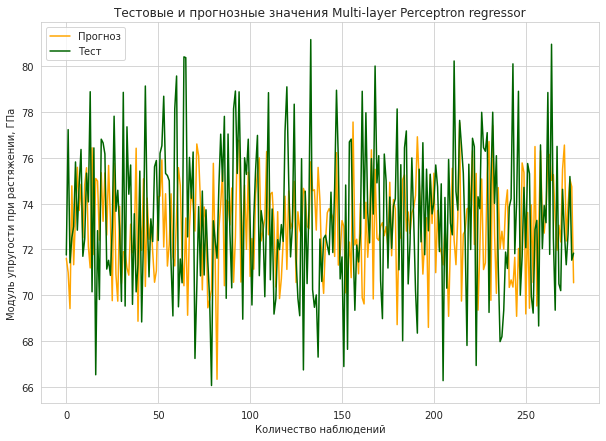 Тестовые и прогнозные значения Multi-layer Perceptron regressor
Прогноз
Тест
Модуль упругости при растяжении, ГПа
80
78
76
74
72
70
68
66
0
50
100
150
200
250
Количество наблюдений